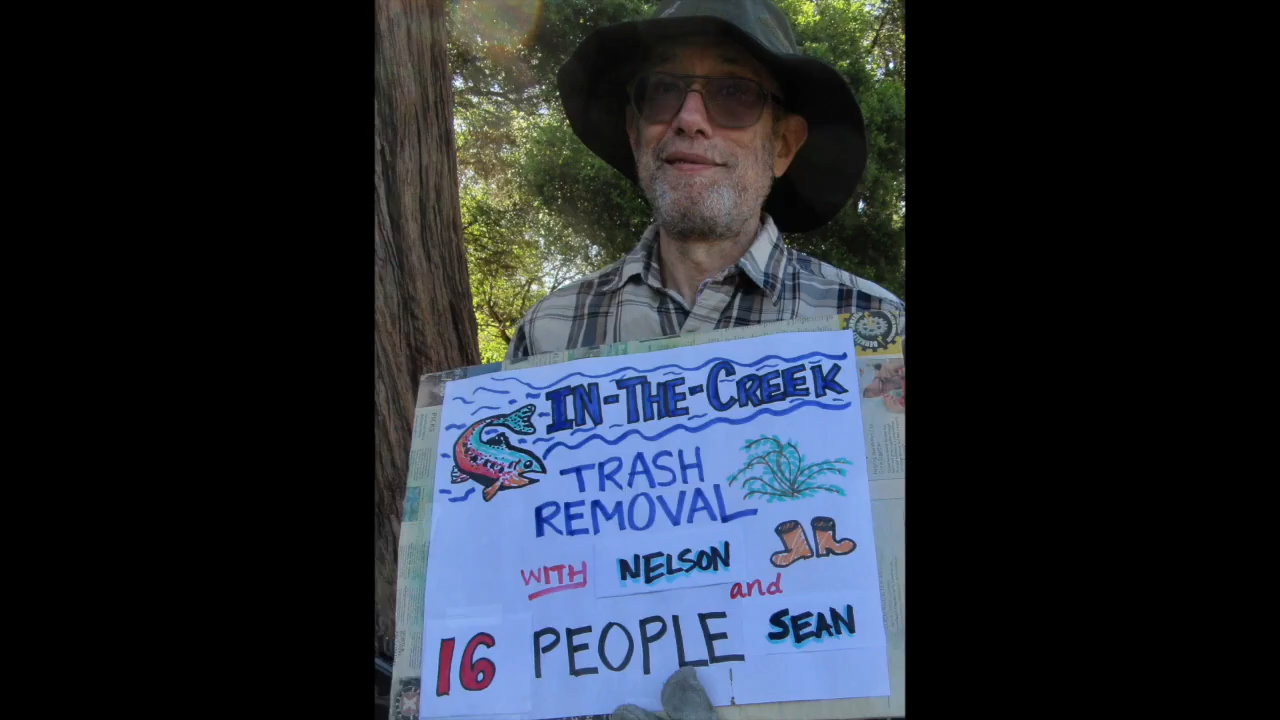 IN-THE-CREEK
TRASH
REMOVAL
WITH NELSON
and
SEAN
16 PEOPLE